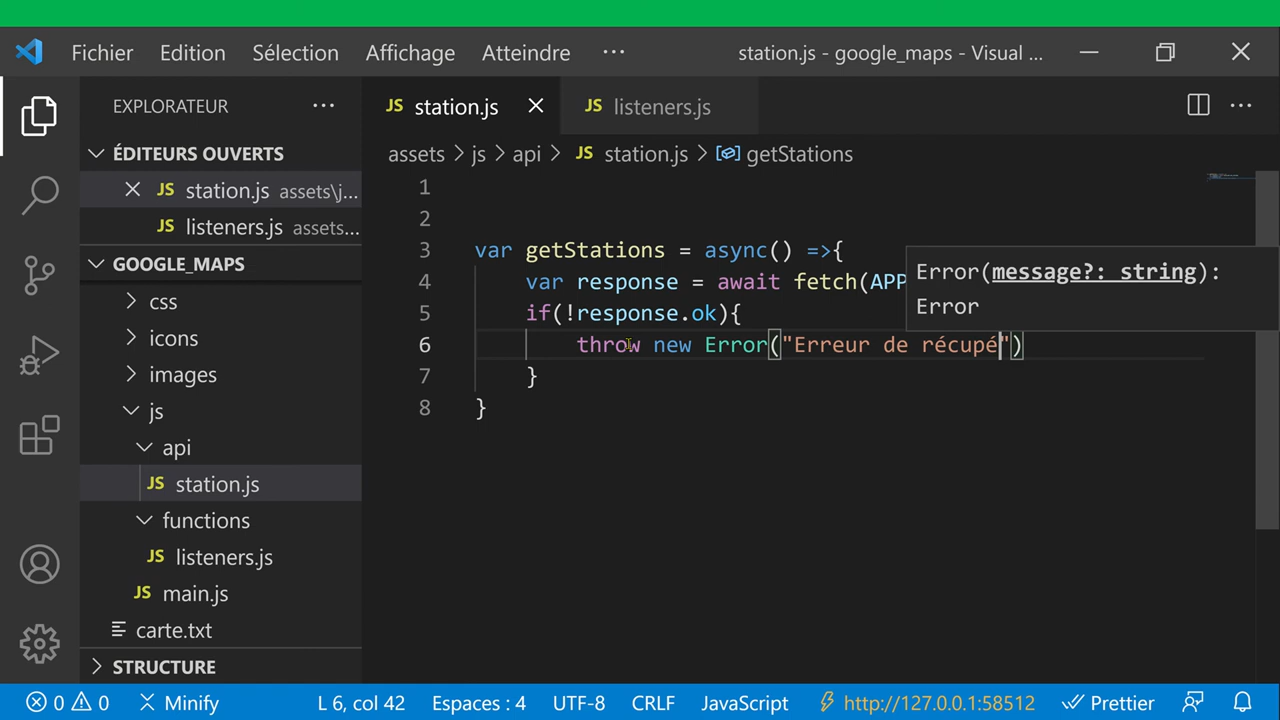 Fichier Edition Sélection Affichage Atteindre ··· station.js - google_maps - Visual ...
EXPLORATEUR ···
ÉDITEURS OUVERTS
JS station.js assets\j...
JS listeners.js assets...
GOOGLE_MAPS
css
icons
images
js
api
JS station.js
functions
JS listeners.js
JS main.js
carte.txt
STRUCTURE
JS station.js JS listeners.js ···
assets > js > api > JS station.js > getStations
1
2
3 var getStations = async() =>{
4 var response = await fetch(APP
5 if(!response.ok){
6 throw new Error("Erreur de récupé")
7 }
8 }
Error(message?: string):
Error
0 0 Minify L 6, col 42 Espaces : 4 UTF-8 CRLF JavaScript http://127.0.0.1:58512 Prettier